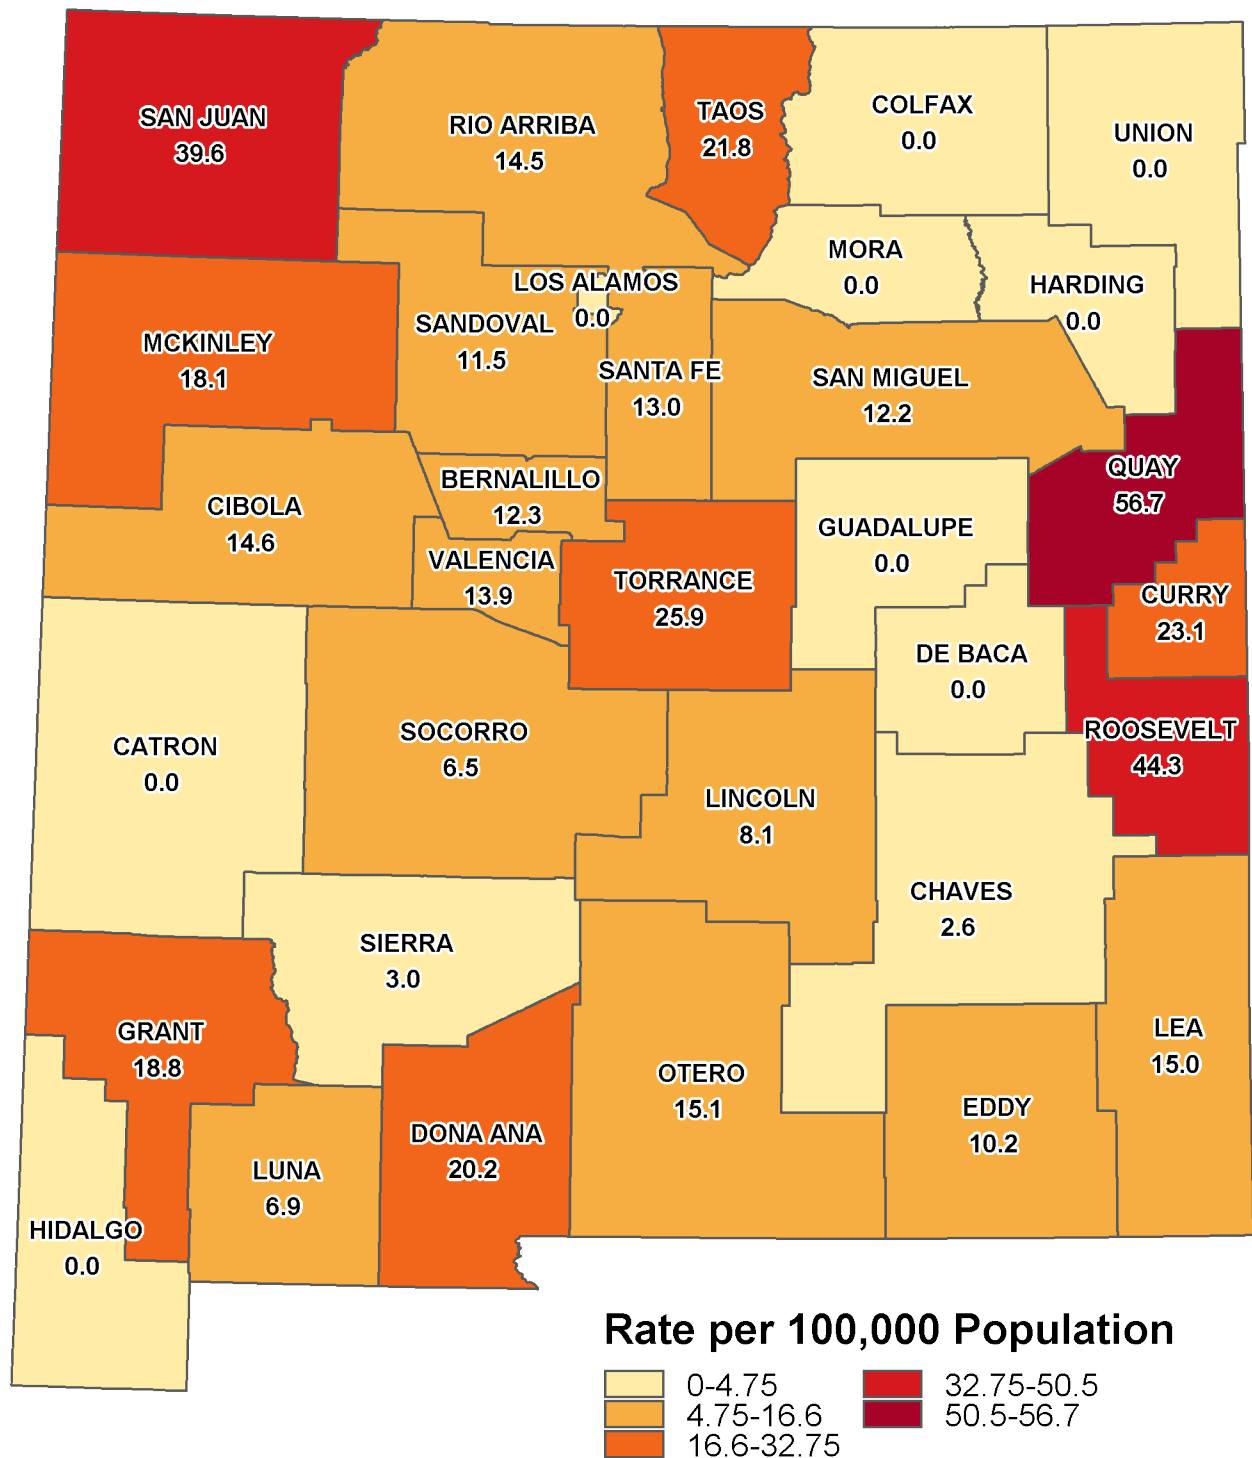 SAN JUAN
39.6
RIO ARRIBA
14.5
TAOS
21.8
COLFAX
0.0
UNION
0.0
MORA
0.0
HARDING
0.0
LOS ALAMOS
0.0
MCKINLEY
18.1
SANDOVAL
11.5
SANTA FE
13.0
SAN MIGUEL
12.2
QUAY
56.7
CIBOLA
14.6
BERNALILLO
12.3
VALENCIA
13.9
TORRANCE
25.9
GUADALUPE
0.0
CURRY
23.1
DE BACA
0.0
CATRON
0.0
SOCORRO
6.5
LINCOLN
8.1
ROOSEVELT
44.3
CHAVES
2.6
SIERRA
3.0
GRANT
18.8
OTERO
15.1
LEA
15.0
EDDY
10.2
DONA ANA
20.2
LUNA
6.9
HIDALGO
0.0
Rate per 100,000 Population
0-4.75
4.75-16.6
16.6-32.75
32.75-50.5
50.5-56.7